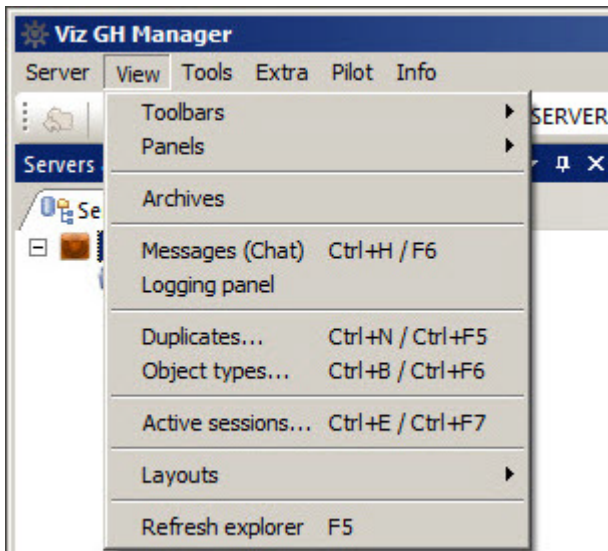 Viz GH Manager
Server View Tools Extra Pilot Info
Toolbars
SERVER
Panels
Servers
Archives
Se
Messages (Chat) Ctrl+H / F6
Logging panel
Duplicates... Ctrl+N / Ctrl+F5
Object types... Ctrl+B / Ctrl+F6
Active sessions... Ctrl+E / Ctrl+F7
Layouts
Refresh explorer F5